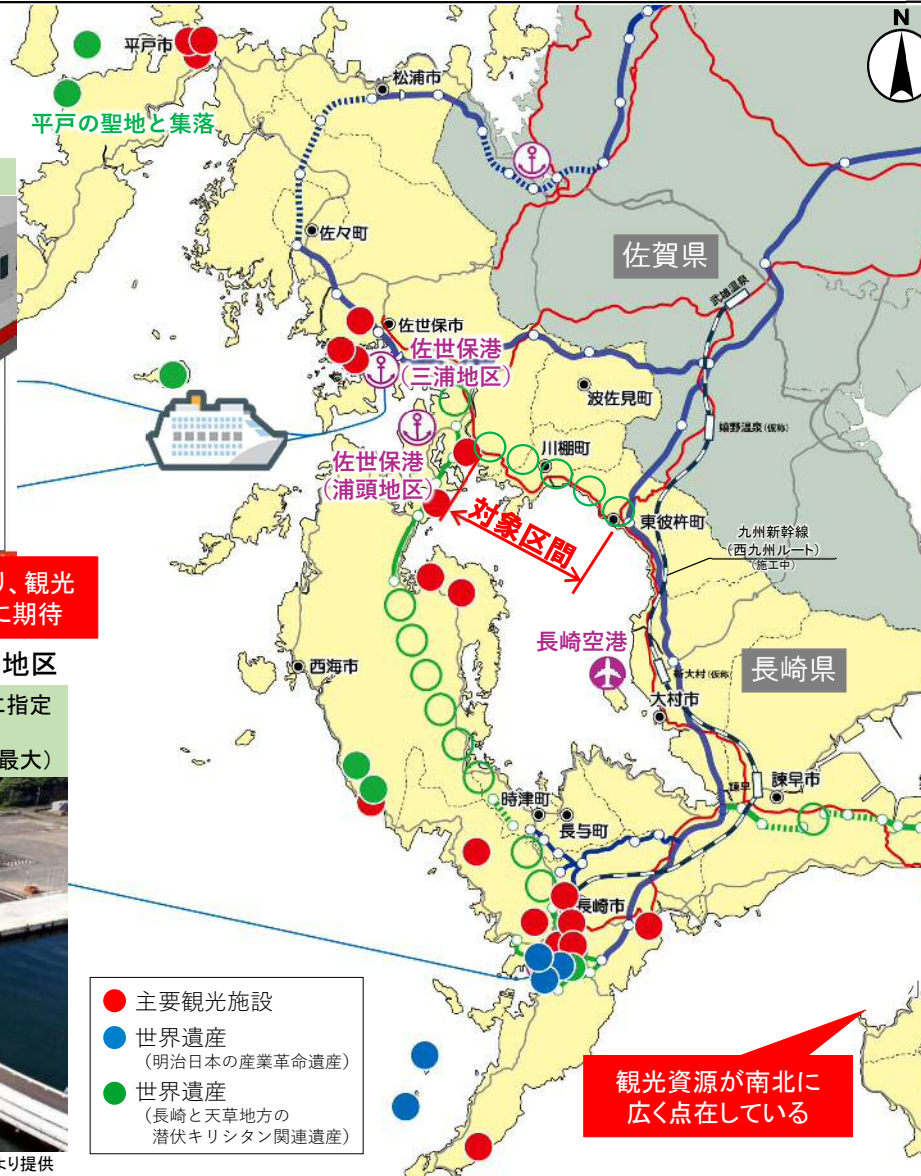 N
平戸市
松浦市
平戸の聖地と集落
佐々町
佐賀県
武雄温泉
佐世保市
佐世保港
(三浦地区)
波佐見町
嬉野温泉(仮称)
佐世保港
(浦頭地区)
川棚町
対象区間
東彼杵町
九州新幹線
(西九州ルート)
(施工中)
り、観光
に期待
地区
長崎空港
西海市
新大村(仮称)
長崎県
に指定
大村市
最大)
諫早
諫早市
時津町
長与町
長崎市
主要観光施設
世界遺産
(明治日本の産業革命遺産)
世界遺産
(長崎と天草地方の
潜伏キリシタン関連遺産)
観光資源が南北に
広く点在している
小
より提供